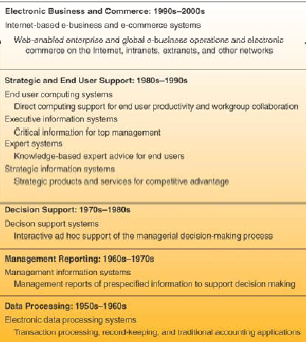 Electronic Business and Commerce: 1990s–2000s
Internet-based e-business and e-commerce systems
Web-enabled enterprise and global e-business operations and electronic
commerce on the Internet, intranets, extranets, and other networks
Strategic and End User Support: 1980s–1990s
End user computing systems
Direct computing support for end user productivity and workgroup collaboration
Executive information systems
Critical information for top management
Expert systems
Knowledge-based expert advice for end users
Strategic information systems
Strategic products and services for competitive advantage
Decision Support: 1970s–1980s
Decison support systems
Interactive ad hoc support of the managerial decision-making process
Management Reporting: 1960s–1970s
Management information systems
Management reports of prespecified information to support decision making
Data Processing: 1950s–1960s
Electronic data processing systems
Transaction processing, record-keeping, and traditional accounting applications